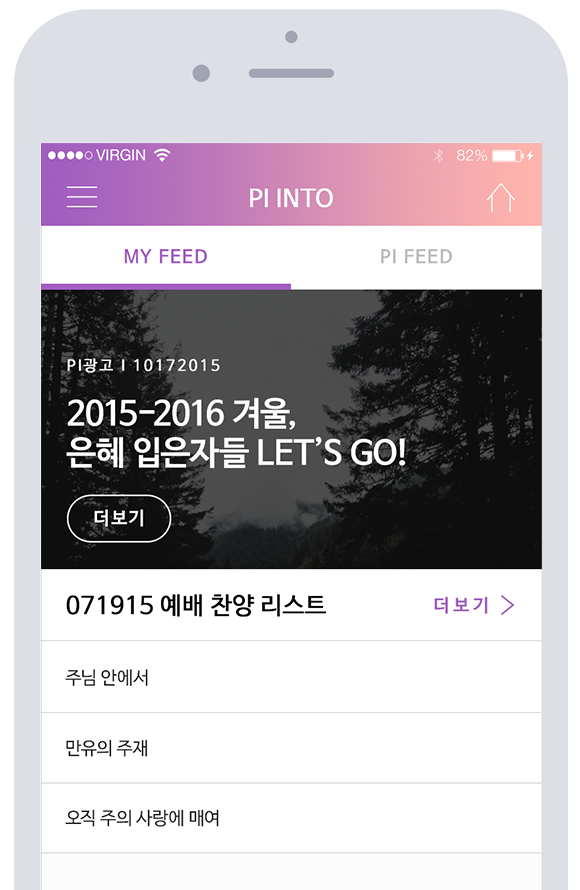 VIRGIN 82%
PI INTO
MY FEED PI FEED
PI광고 I 10172015
2015-2016 겨울,
은혜 입은자들 LET'S GO!
더보기
071915 예배 찬양 리스트 더보기
주님 안에서
만유의 주재
오직 주의 사랑에 매여